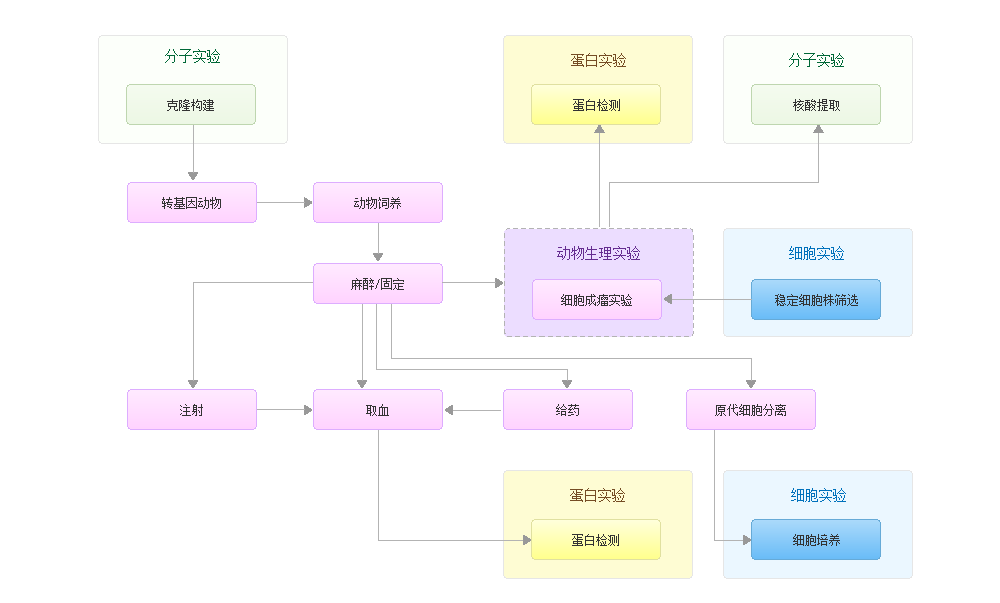 分子实验
克隆构建
蛋白实验
蛋白检测
分子实验
核酸提取
转基因动物
动物饲养
动物生理实验
细胞成瘤实验
细胞实验
稳定细胞株筛选
麻醉/固定
注射
取血
给药
原代细胞分离
蛋白实验
蛋白检测
细胞实验
细胞培养